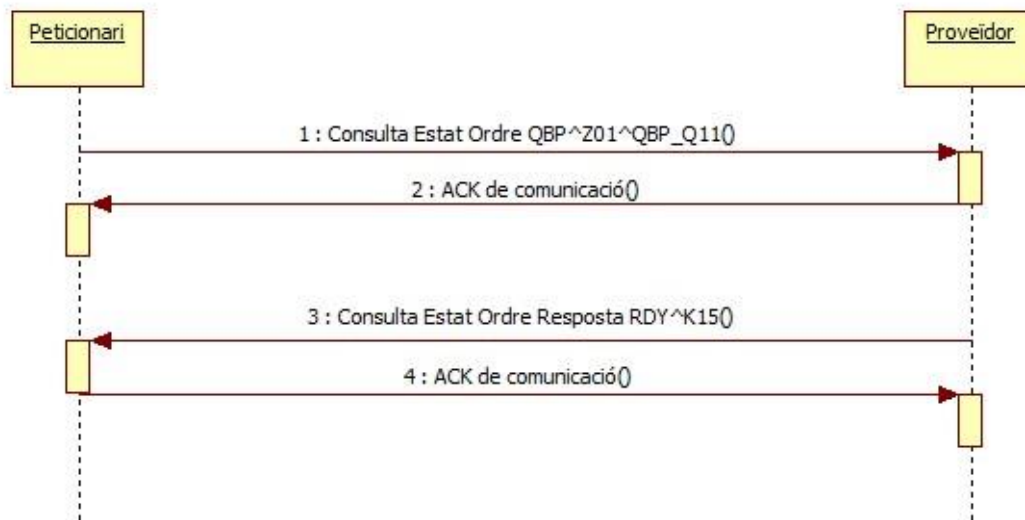 Peticionari
Proveïdor
1 : Consulta Estat Ordre QBP^Z01^QBP_Q11()
2 : ACK de comunicació()
3 : Consulta Estat Ordre Resposta RDY^K15()
4 : ACK de comunicació()